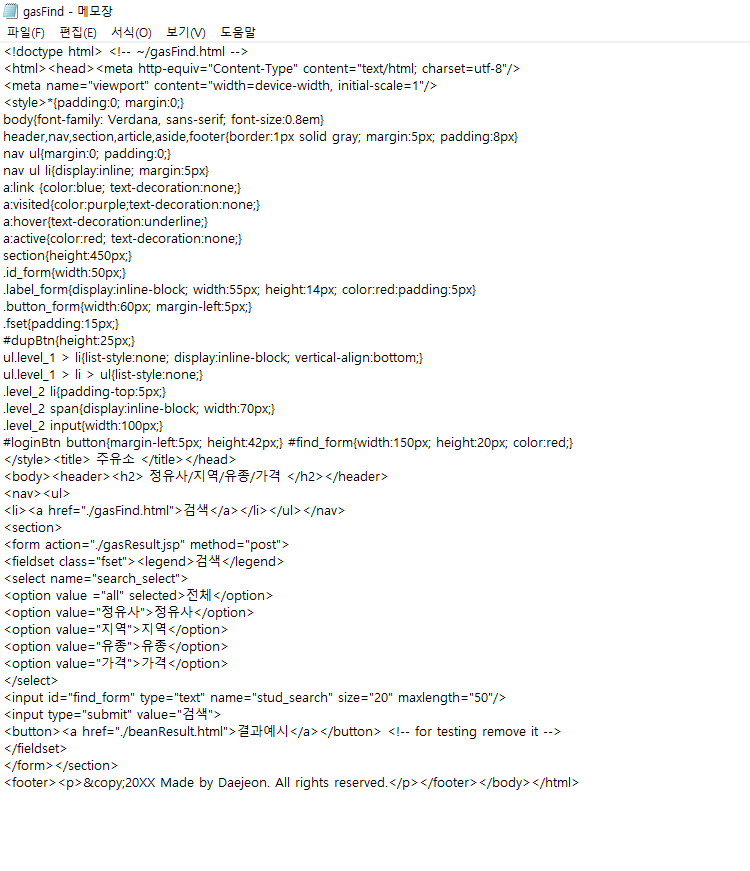 gasFind - 메모장
파일(F) 편집(E) 서식(O) 보기(V) 도움말
<!doctype html> <!-- ~/gasFind.html -->
<html><head><meta http-equiv="Content-Type" content="text/html; charset=utf-8"/>
<meta name="viewport" content="width=device-width, initial-scale=1"/>
<style>*{padding:0; margin:0;}
body{font-family: Verdana, sans-serif; font-size:0.8em}
header,nav,section,article,aside,footer{border:1px solid gray; margin:5px; padding:8px}
nav ul{margin:0; padding:0;}
nav ul li{display:inline; margin:5px}
a:link {color:blue; text-decoration:none;}
a:visited{color:purple;text-decoration:none;}
a:hover{text-decoration:underline;}
a:active{color:red; text-decoration:none;}
section{height:450px;}
.id_form{width:50px;}
.label_form{display:inline-block; width:55px; height:14px; color:red:padding:5px}
.button_form{width:60px; margin-left:5px;}
.fset{padding:15px;}
#dupBtn{height:25px;}
ul.level_1 > li{list-style:none; display:inline-block; vertical-align:bottom;}
ul.level_1 > li > ul{list-style:none;}
.level_2 li{padding-top:5px;}
.level_2 span{display:inline-block; width:70px;}
.level_2 input{width:100px;}
#loginBtn button{margin-left:5px; height:42px;} #find_form{width:150px; height:20px; color:red;}
</style><title> 주유소 </title></head>
<body><header><h2> 정유사/지역/유종/가격 </h2></header>
<nav><ul>
<li><a href="./gasFind.html">검색</a></li></ul></nav>
<section>
<form action="./gasResult.jsp" method="post">
<fieldset class="fset"><legend>검색</legend>
<select name="search_select">
<option value ="all" selected>전체</option>
<option value="정유사">정유사</option>
<option value="지역">지역</option>
<option value="유종">유종</option>
<option value="가격">가격</option>
</select>
<input id="find_form" type="text" name="stud_search" size="20" maxlength="50"/>
<input type="submit" value="검색">
<button><a href="./beanResult.html">결과예시</a></button> <!-- for testing remove it -->
</fieldset>
</form></section>
<footer><p>&copy;20XX Made by Daejeon. All rights reserved.</p></footer></body></html>